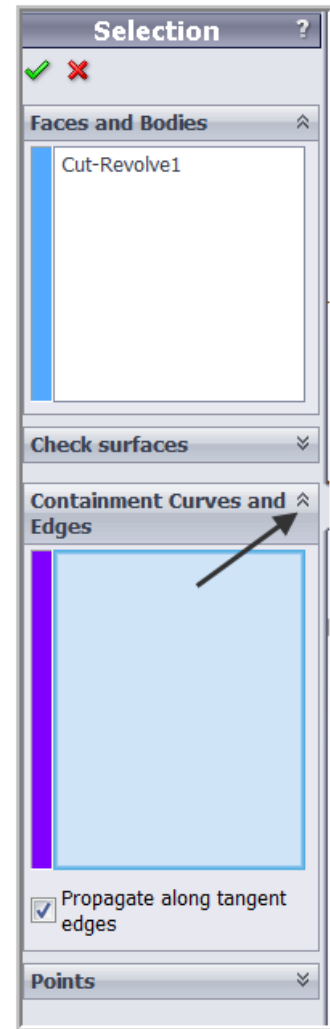 Selection ?
Faces and Bodies
Cut-Revolve1
Check surfaces
Containment Curves and
Edges
Propagate along tangent
edges
Points